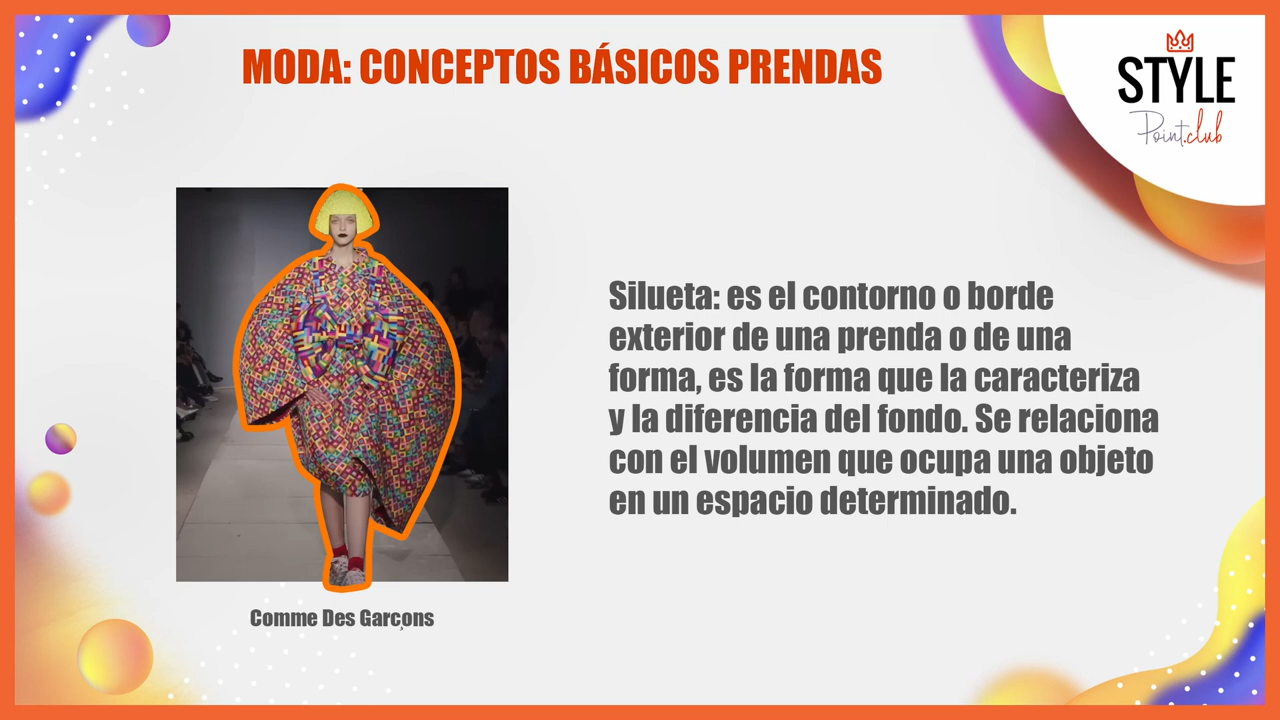 MODA: CONCEPTOS BÁSICOS PRENDAS
STYLE
Point.club
Silueta: es el contorno o borde
exterior de una prenda o de una
forma, es la forma que la caracteriza
y la diferencia del fondo. Se relaciona
con el volumen que ocupa una objeto
en un espacio determinado.
Comme Des Garçons